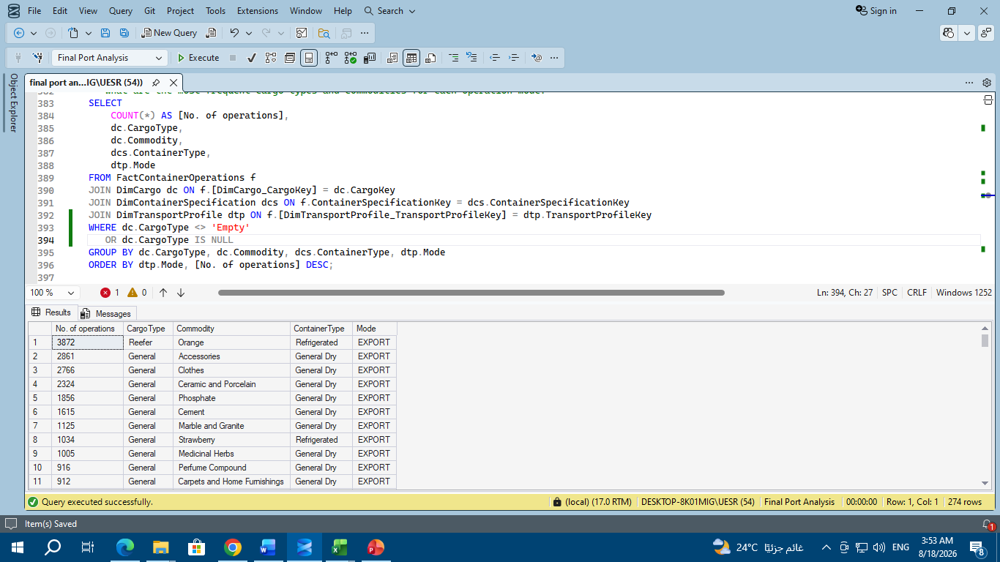 File Edit View Query Git Project Tools Extensions Window Help Search Sign in
New Query
Final Port Analysis Execute
final port an...IG\UESR (54))
Object Explorer
383 SELECT
384 COUNT(*) AS [No. of operations],
385 dc.CargoType,
386 dc.Commodity,
387 dcs.ContainerType,
388 dtp.Mode
389 FROM FactContainerOperations f
390 JOIN DimCargo dc ON f.[DimCargo_CargoKey] = dc.CargoKey
391 JOIN DimContainerSpecification dcs ON f.ContainerSpecificationKey = dcs.ContainerSpecificationKey
392 JOIN DimTransportProfile dtp ON f.[DimTransportProfile_TransportProfileKey] = dtp.TransportProfileKey
393 WHERE dc.CargoType <> 'Empty'
394 OR dc.CargoType IS NULL
395 GROUP BY dc.CargoType, dc.Commodity, dcs.ContainerType, dtp.Mode
396 ORDER BY dtp.Mode, [No. of operations] DESC;
397
100 % 1 0 Ln: 394, Ch: 27 SPC CRLF Windows 1252
Results Messages
No. of operations CargoType Commodity ContainerType Mode
1 3872 Reefer Orange Refrigerated EXPORT
2 2861 General Accessories General Dry EXPORT
3 2766 General Clothes General Dry EXPORT
4 2324 General Ceramic and Porcelain General Dry EXPORT
5 1856 General Phosphate General Dry EXPORT
6 1615 General Cement General Dry EXPORT
7 1125 General Marble and Granite General Dry EXPORT
8 1034 General Strawberry Refrigerated EXPORT
9 1005 General Medicinal Herbs General Dry EXPORT
10 916 General Perfume Compound General Dry EXPORT
11 912 General Carpets and Home Furnishings General Dry EXPORT
Query executed successfully. (local) (17.0 RTM) DESKTOP-8K01MIG\UESR (54) Final Port Analysis 00:00:00 Row: 1, Col: 1 274 rows
Item(s) Saved 1
24°C غائم جزئيًا ENG 3:53 AM
8/18/2026 8